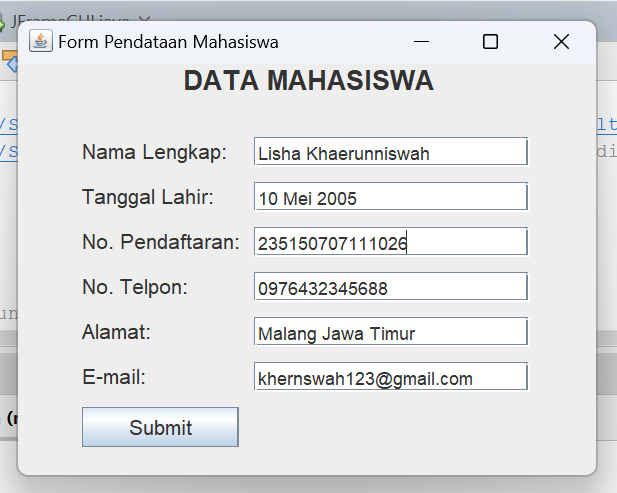 JFrameGUI.java
Form Pendataan Mahasiswa
DATA MAHASISWA
Nama Lengkap: Lisha Khaerunniswah
Tanggal Lahir: 10 Mei 2005
No. Pendaftaran: 235150707111026
No. Telpon: 0976432345688
Alamat: Malang Jawa Timur
E-mail: khernswah123@gmail.com
Submit